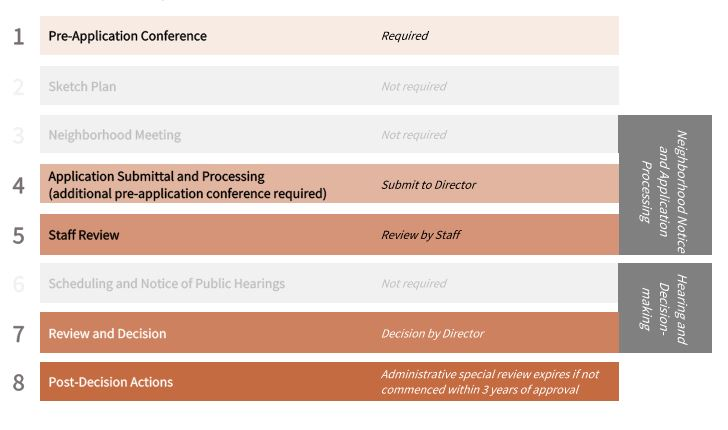 1 Pre-Application Conference Required
2 Sketch Plan Not required
3 Neighborhood Meeting Not required
Neighborhood Notice
and Application
Processing
4 Application Submittal and Processing
(additional pre-application conference required) Submit to Director
5 Staff Review Review by Staff
6 Scheduling and Notice of Public Hearings Not required
Hearing and
Decision-
making
7 Review and Decision Decision by Director
8 Post-Decision Actions Administrative special review expires if not
commenced within 3 years of approval